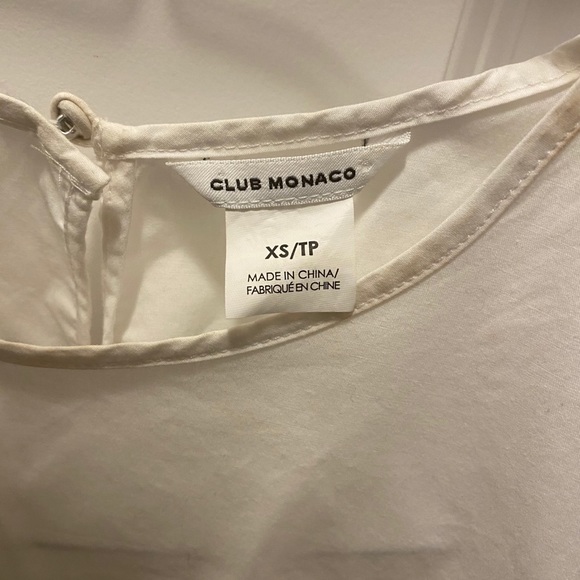 CLUB MONACO
XS/TP
MADE IN CHINA/
FABRIQUÉ EN CHINE